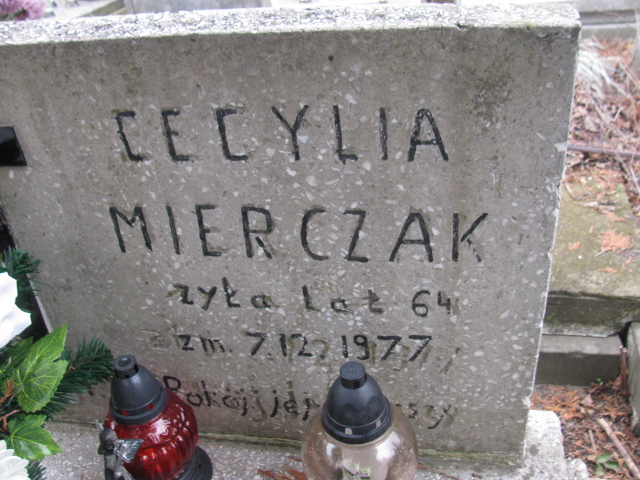 CECYLIA
MIERCZAK
żyła lat 64
zm. 7.12.1977
Pokój jej